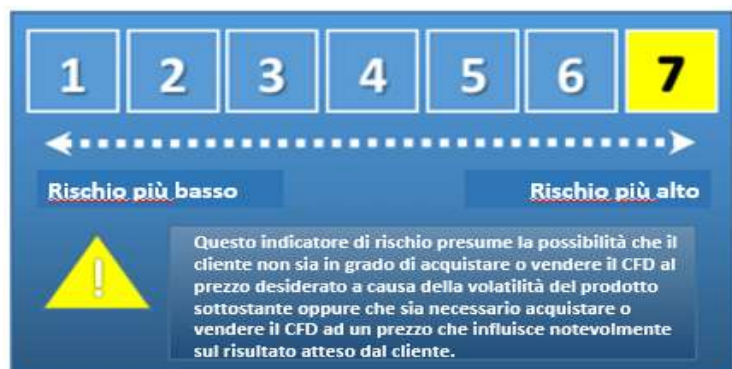 1 2 3 4 5 6 7
Rischio più basso Rischio più alto
!
Questo indicatore di rischio presume la possibilità che il
cliente non sia in grado di acquistare o vendere il CFD al
prezzo desiderato a causa della volatilità del prodotto
sottostante oppure che sia necessario acquistare o
vendere il CFD ad un prezzo che influisce notevolmente
sul risultato atteso dal cliente.